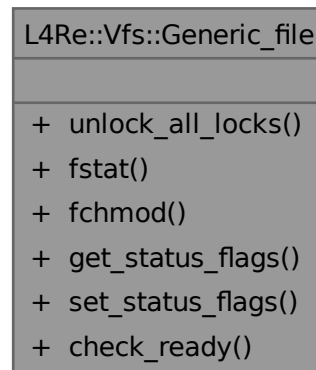 L4Re::Vfs::Generic_file
+ unlock_all_locks()
+ fstat()
+ fchmod()
+ get_status_flags()
+ set_status_flags()
+ check_ready()